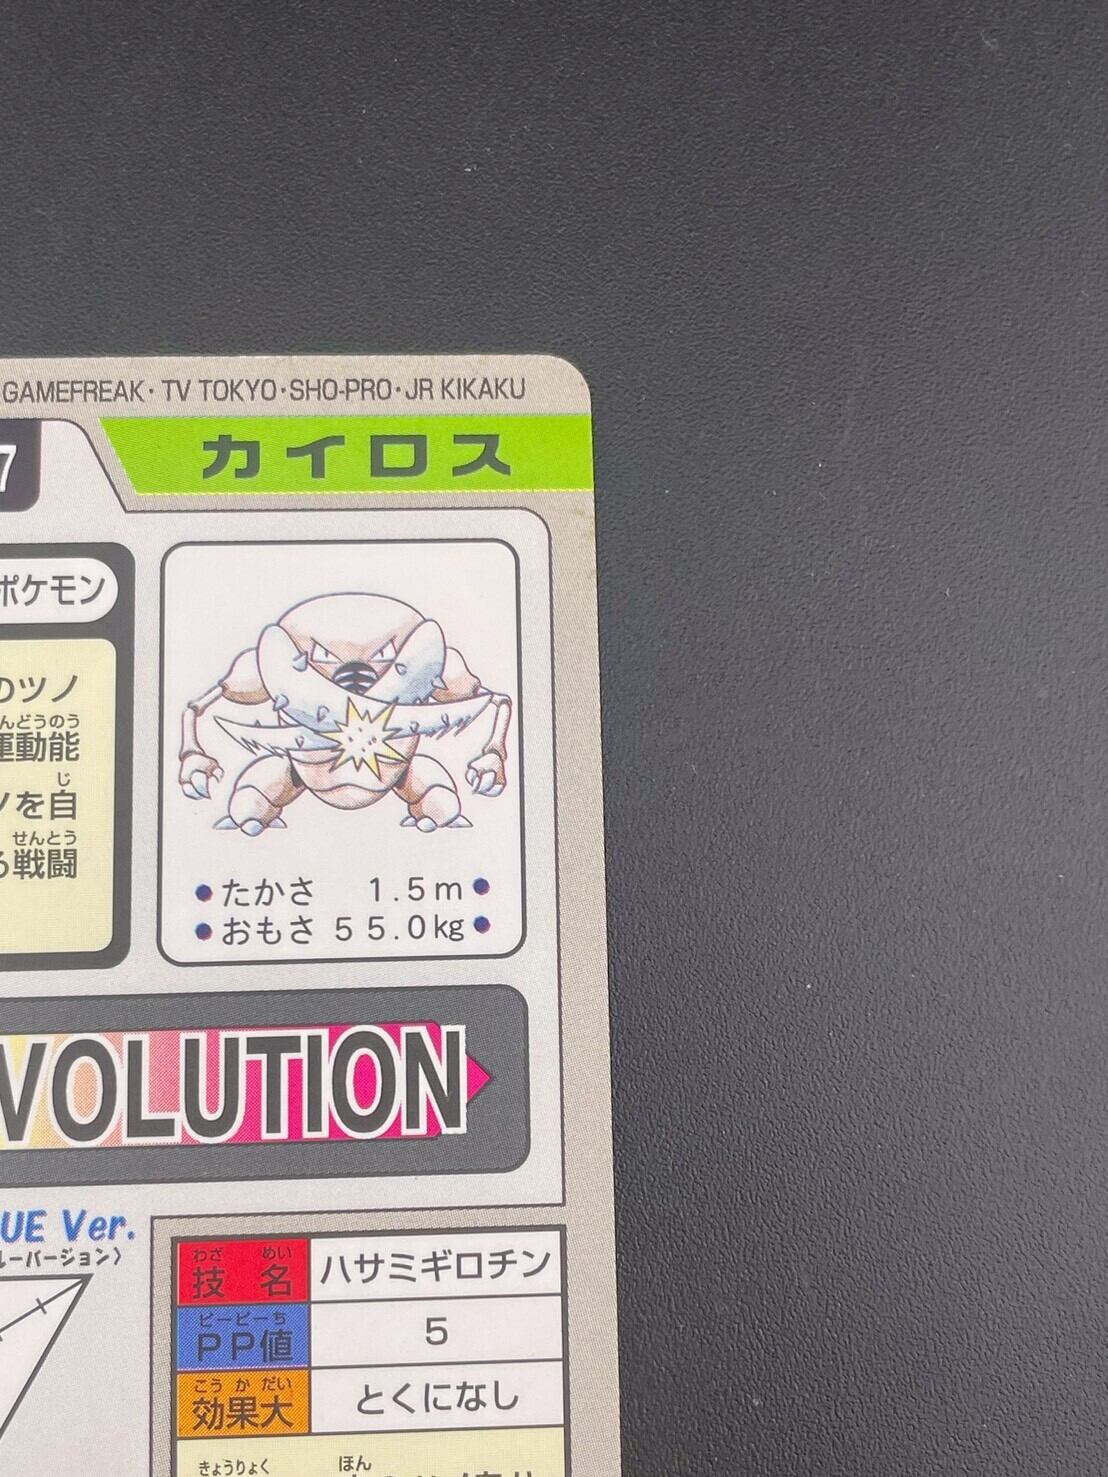 GAMEFREAK・TV TOKYO・SHO-PRO・JR KIKAKU
7
カイロス
ポケモン
のツノ
んどうのう
運動能
じ
ノを自
せんとう
る戦闘
●たかさ 1.5m●
●おもさ 55.0kg●
VOLUTION
UE Ver.
ルーバージョン〉
わざ めい
技名 ハサミギロチン
ピーピーち
PP値 5
こうかだい
効果大 とくになし
きょうりょく ほん